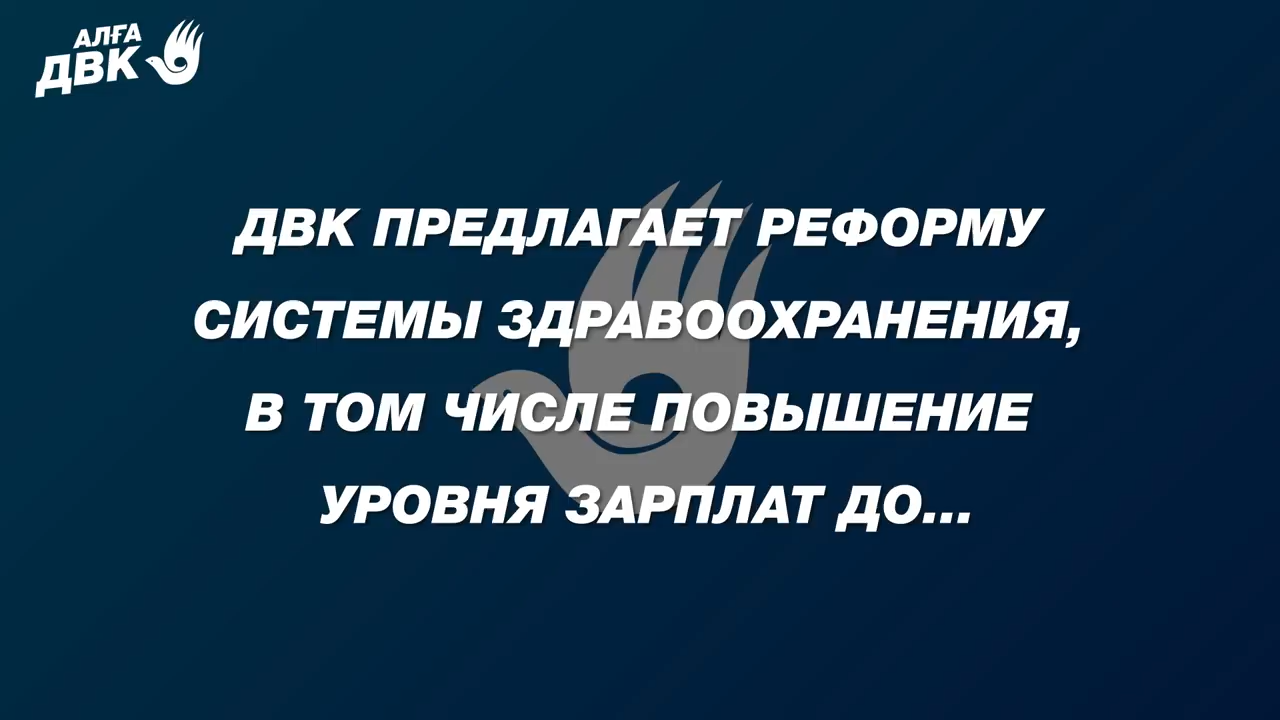 АЛҒА
ДВК
ДВК ПРЕДЛАГАЕТ РЕФОРМУ
СИСТЕМЫ ЗДРАВООХРАНЕНИЯ,
В ТОМ ЧИСЛЕ ПОВЫШЕНИЕ
УРОВНЯ ЗАРПЛАТ ДО...